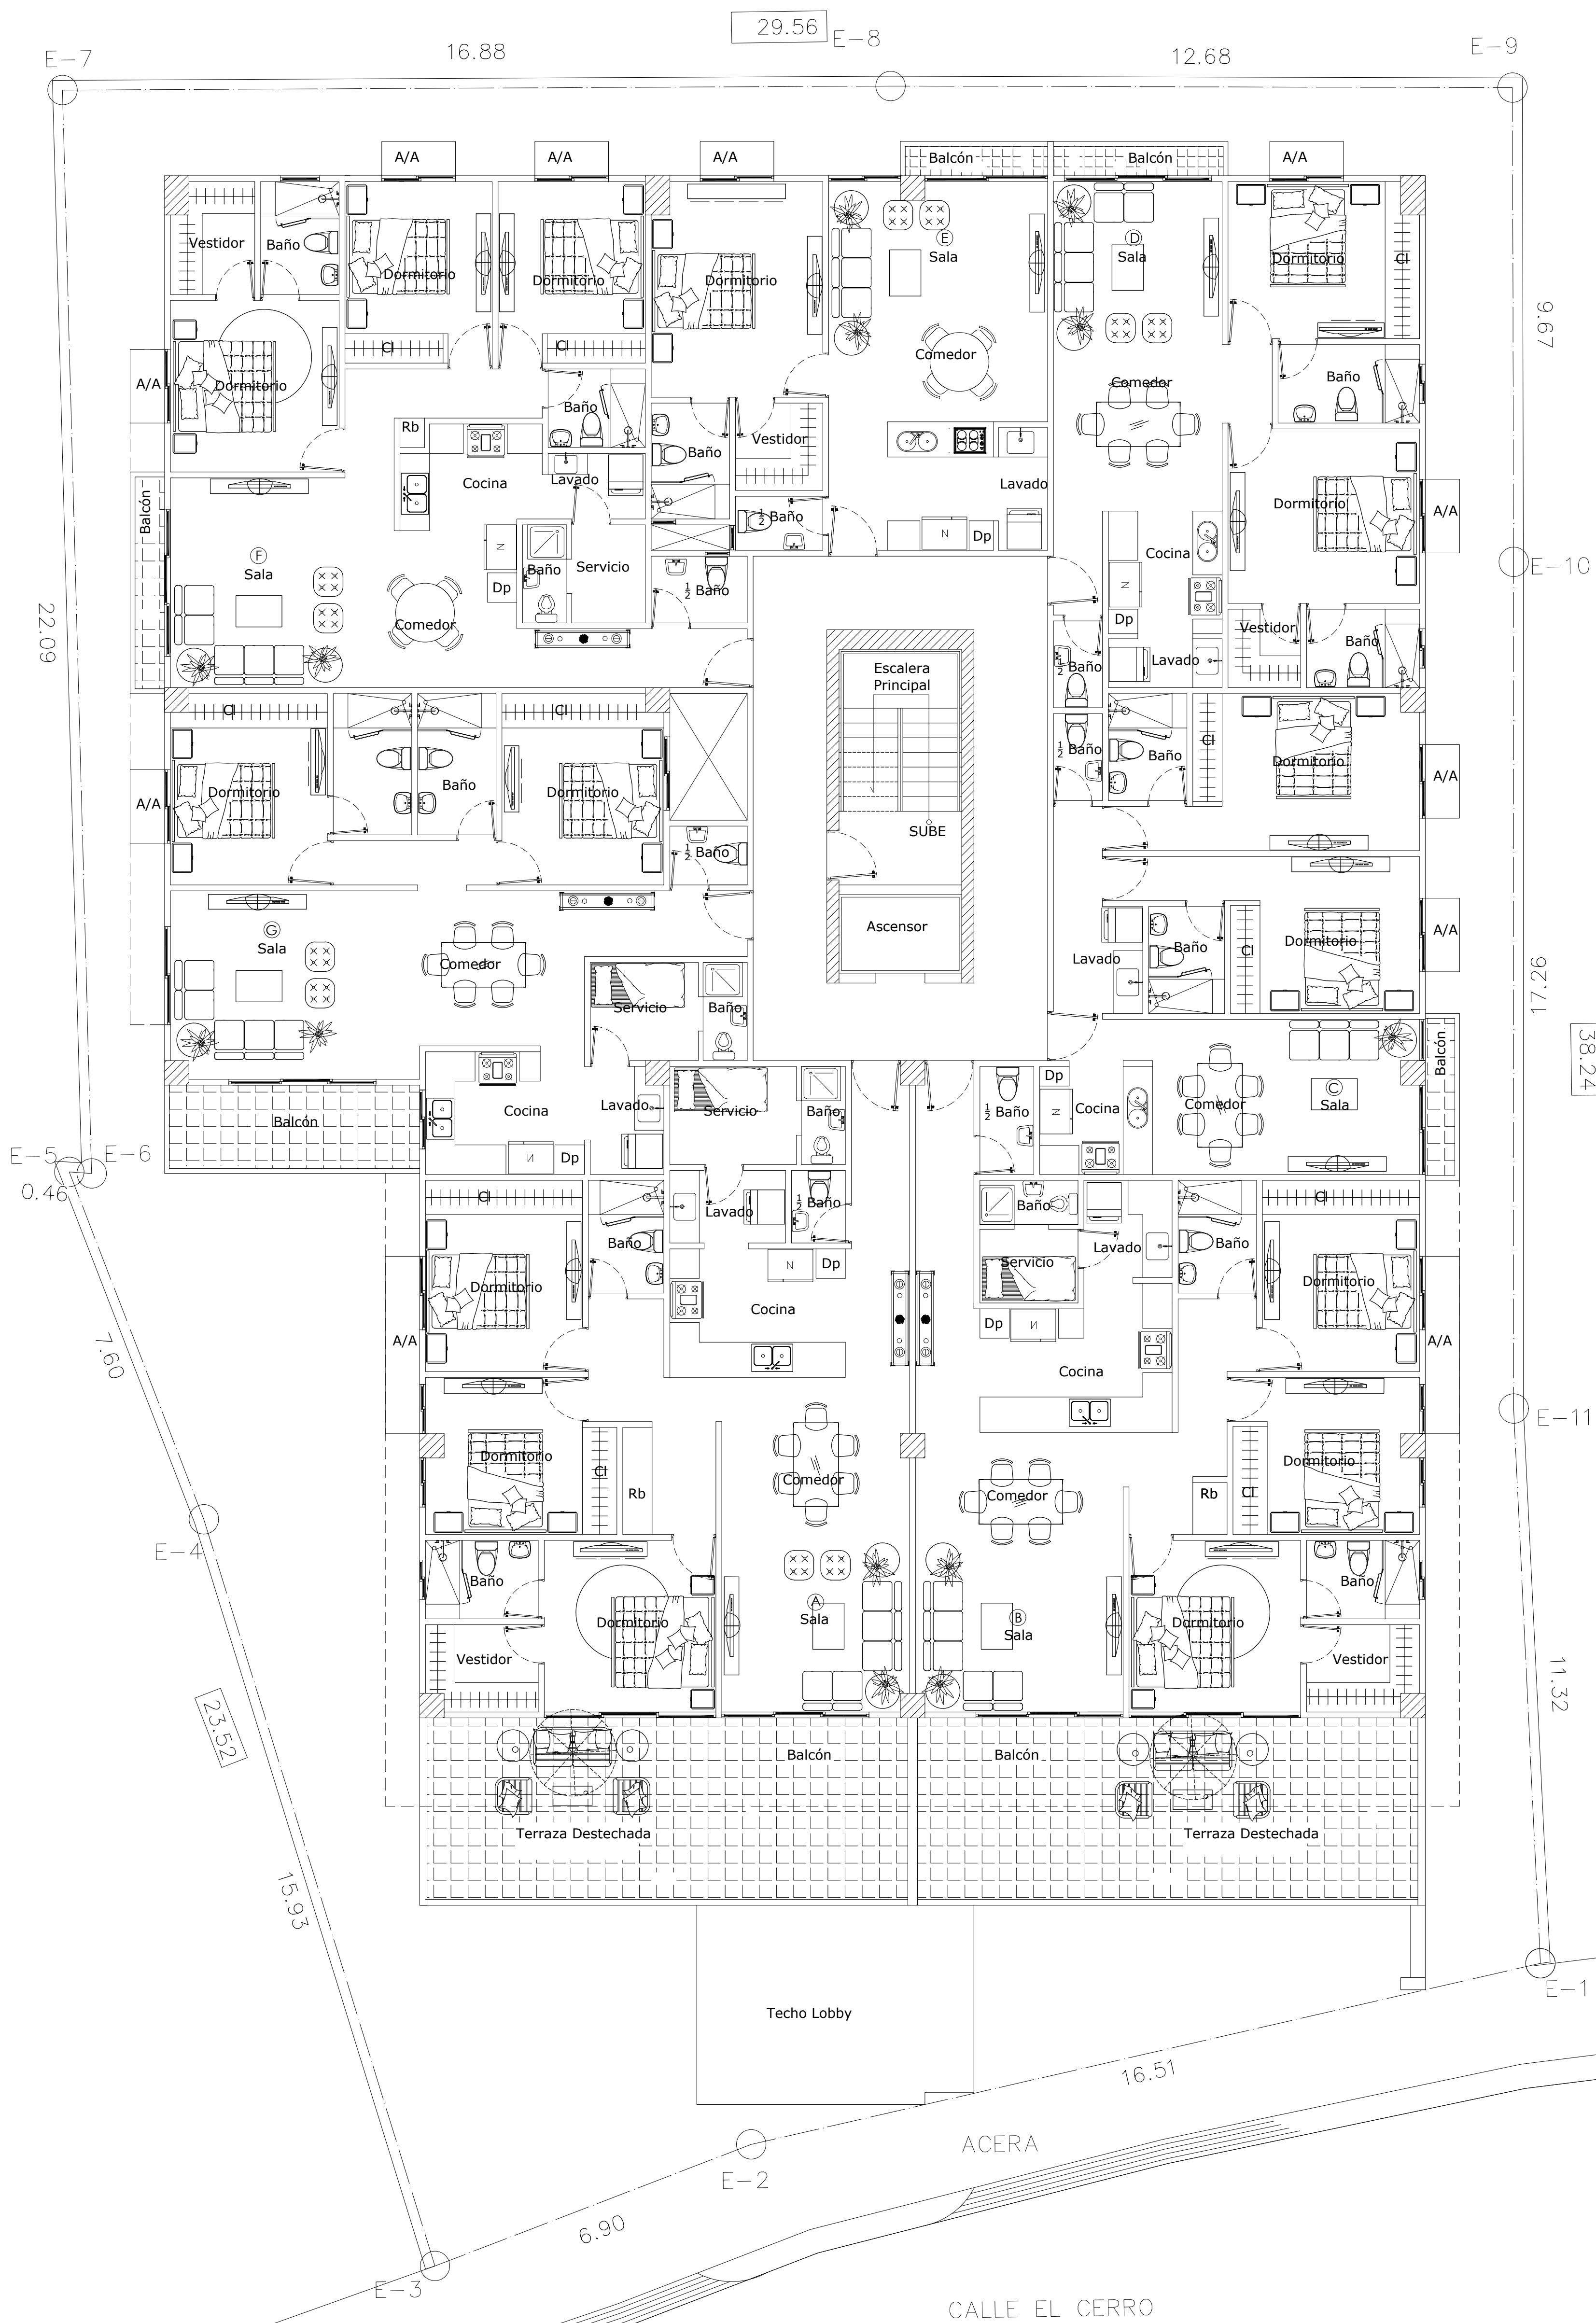 29.56
E-7
16.88
E-8
12.68
E-9
A/A
A/A
A/A
Balcón
Balcón
A/A
Vestidor
Baño
Dormitorio
Dormitorio
Dormitorio
E
Sala
D
Sala
Dormitorio
Cl
9.67
Cl
Cl
Comedor
Comedor
Baño
A/A
Dormitorio
Baño
Rb
Vestidor
Baño
Cocina
Lavado
Lavado
Dormitorio
A/A
Balcón
½ Baño
N
Dp
F
Sala
N
Baño
Servicio
Dp
½ Baño
Cocina
N
Dp
E-10
Comedor
22.09
Vestidor
Baño
Escalera
Principal
½ Baño
Lavado
Cl
Cl
Baño
½ Baño
Baño
Cl
Dormitorio
A/A
A/A
Dormitorio
Dormitorio
SUBE
½ Baño
G
Sala
Comedor
Ascensor
Lavado
Baño
Cl
Dormitorio
A/A
17.26
Servicio
Baño
38.24
Balcón
Dp
Cocina
N
½ Baño
Comedor
C
Sala
Balcón
Cocina
Lavado
Servicio
Baño
N
Dp
E-5
E-6
0.46
Cl
Baño
Lavado
½ Baño
Baño
Lavado
Baño
Cl
Dormitorio
N
Dp
Servicio
Dormitorio
Cocina
Dp
N
A/A
A/A
7.60
Cocina
E-11
Dormitorio
Cl
Rb
Comedor
Comedor
Rb
Cl
Dormitorio
E-4
Baño
Dormitorio
A
Sala
B
Sala
Dormitorio
Baño
Vestidor
Vestidor
11.32
23.52
Balcón
Balcón
Terraza Destechada
Terraza Destechada
15.93
E-1
Techo Lobby
16.51
ACERA
E-2
6.90
E-3
CALLE EL CERRO